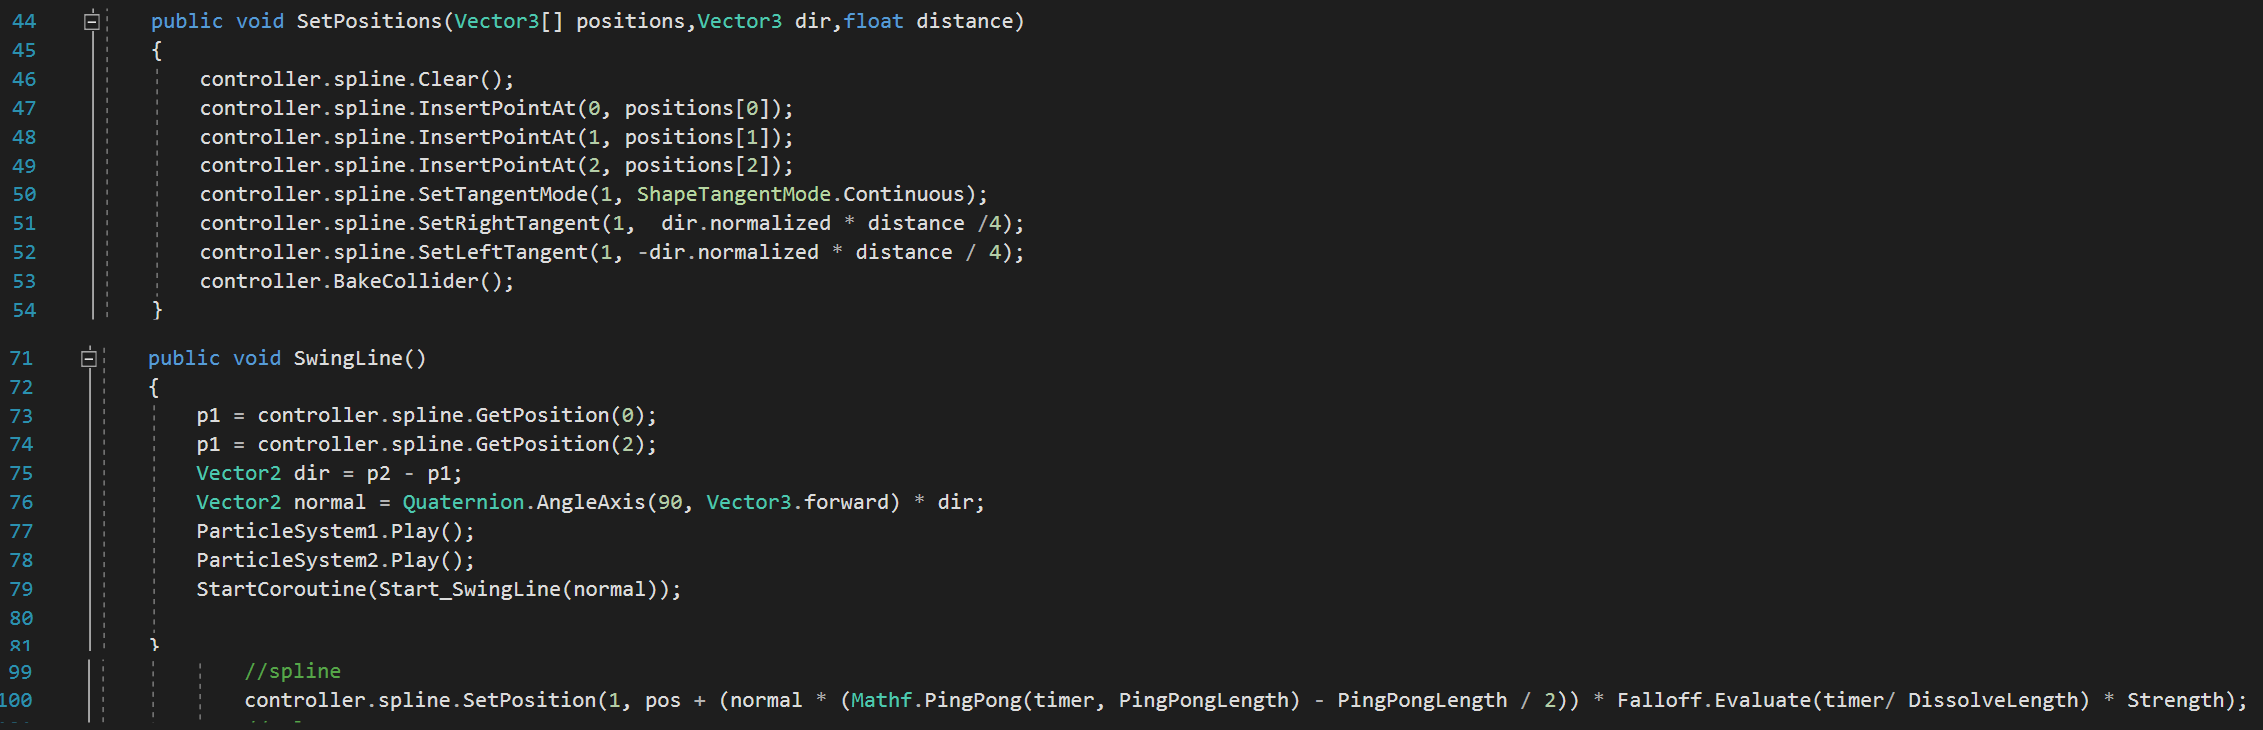 44 public void SetPositions(Vector3[] positions,Vector3 dir,float distance)
45 {
46 controller.spline.Clear();
47 controller.spline.InsertPointAt(0, positions[0]);
48 controller.spline.InsertPointAt(1, positions[1]);
49 controller.spline.InsertPointAt(2, positions[2]);
50 controller.spline.SetTangentMode(1, ShapeTangentMode.Continuous);
51 controller.spline.SetRightTangent(1,  dir.normalized * distance /4);
52 controller.spline.SetLeftTangent(1, -dir.normalized * distance / 4);
53 controller.BakeCollider();
54 }
71 public void SwingLine()
72 {
73 p1 = controller.spline.GetPosition(0);
74 p1 = controller.spline.GetPosition(2);
75 Vector2 dir = p2 - p1;
76 Vector2 normal = Quaternion.AngleAxis(90, Vector3.forward) * dir;
77 ParticleSystem1.Play();
78 ParticleSystem2.Play();
79 StartCoroutine(Start_SwingLine(normal));
80
81 }
99 //spline
100 controller.spline.SetPosition(1, pos + (normal * (Mathf.PingPong(timer, PingPongLength) - PingPongLength / 2)) * Falloff.Evaluate(timer/ DissolveLength) * Strength);